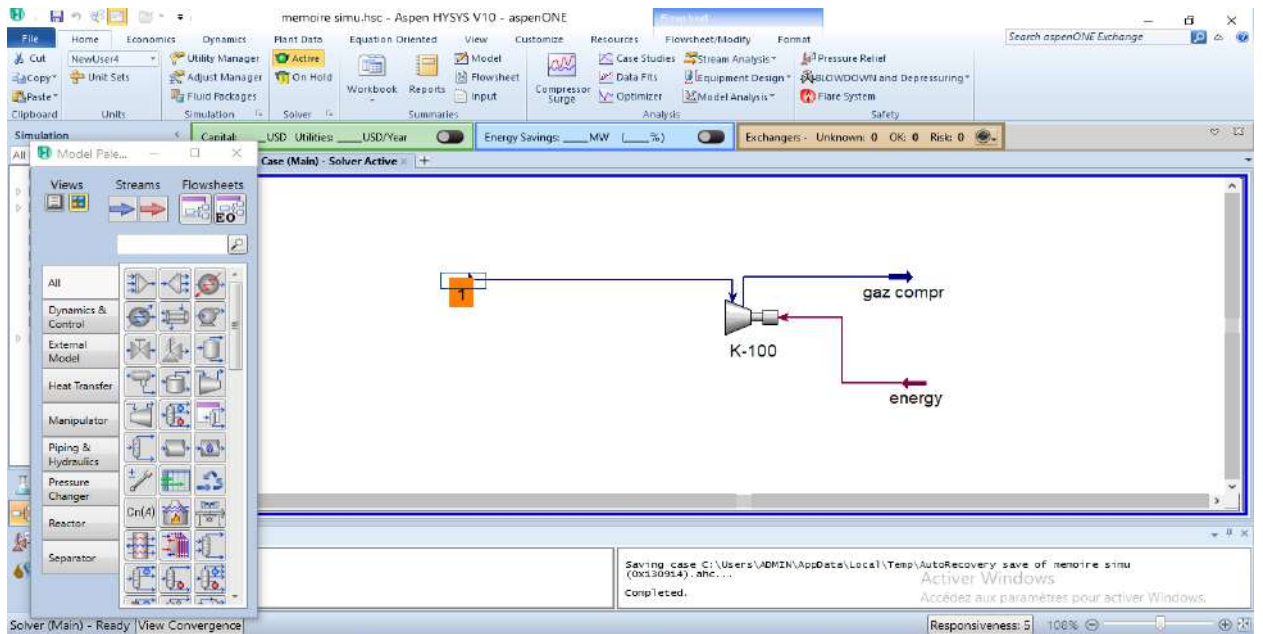 memoire simu.hsc - Aspen HYSYS V10 - aspenONE
File Home Economics Dynamics Plant Data Equation Oriented View Customize Resources Flowsheet/Modify Format
Search aspenONE Exchange
Cut NewUser4 Utility Manager Active Model Case Studies Stream Analysis Pressure Relief
Copy Unit Sets Adjust Manager On Hold Workbook Reports Flowsheet Compressor Surge Data Fits Equipment Design BLOWDOWN and Depressuring
Paste Fluid Packages Input Optimizer Model Analysis Flare System
Clipboard Units Simulation Solver Summaries Analysis Safety
Simulation Capital: ___USD Utilities: ___USD/Year Energy Savings: ___MW (___%) Exchangers - Unknown: 0 OK: 0 Risk: 0
All Model Pale...
Case (Main) - Solver Active +
Views Streams Flowsheets
EO
All
Dynamics & Control
External Model
Heat Transfer
Manipulator
Piping & Hydraulics
Pressure Changer
Reactor
Separator
Cn(A)
1
gaz compr
K-100
energy
Saving case C:\Users\ADMIN\AppData\Local\Temp\AutoRecovery save of memoire simu
(0x130914).ahc...
Completed.
Activer Windows
Accédez aux paramètres pour activer Windows.
Solver (Main) - Ready View Convergence Responsiveness: 5 108%